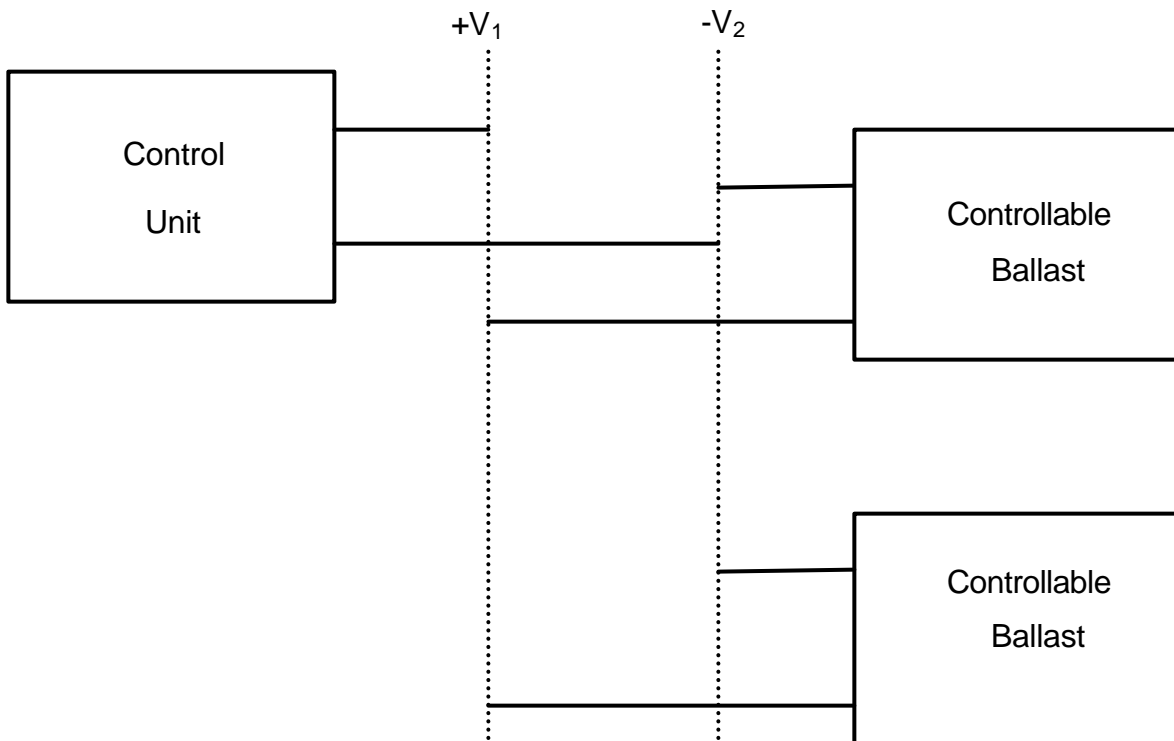 +V₁
-V₂
Control
Unit
Controllable
Ballast
Controllable
Ballast